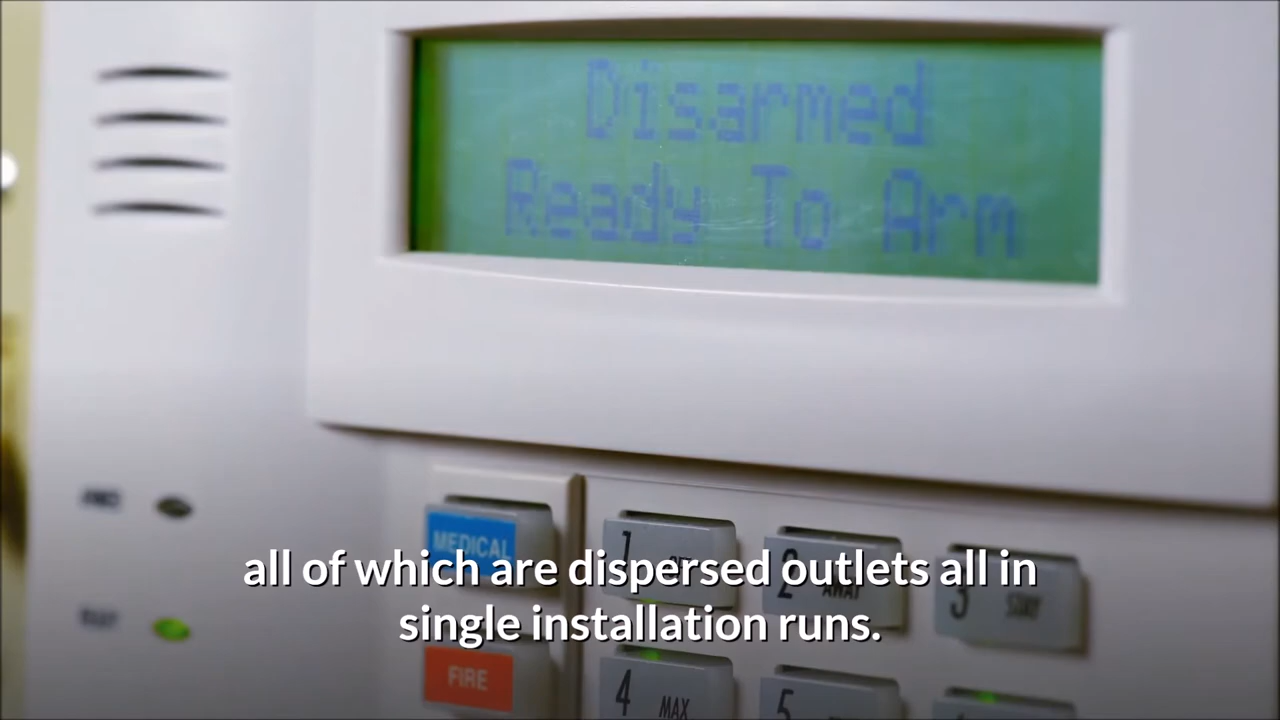 Disarmed
Ready To Arm
MEDICAL
1 OFF
2 AWAY
3 STAY
all of which are dispersed outlets all in
single installation runs.
FIRE
4 MAX
5